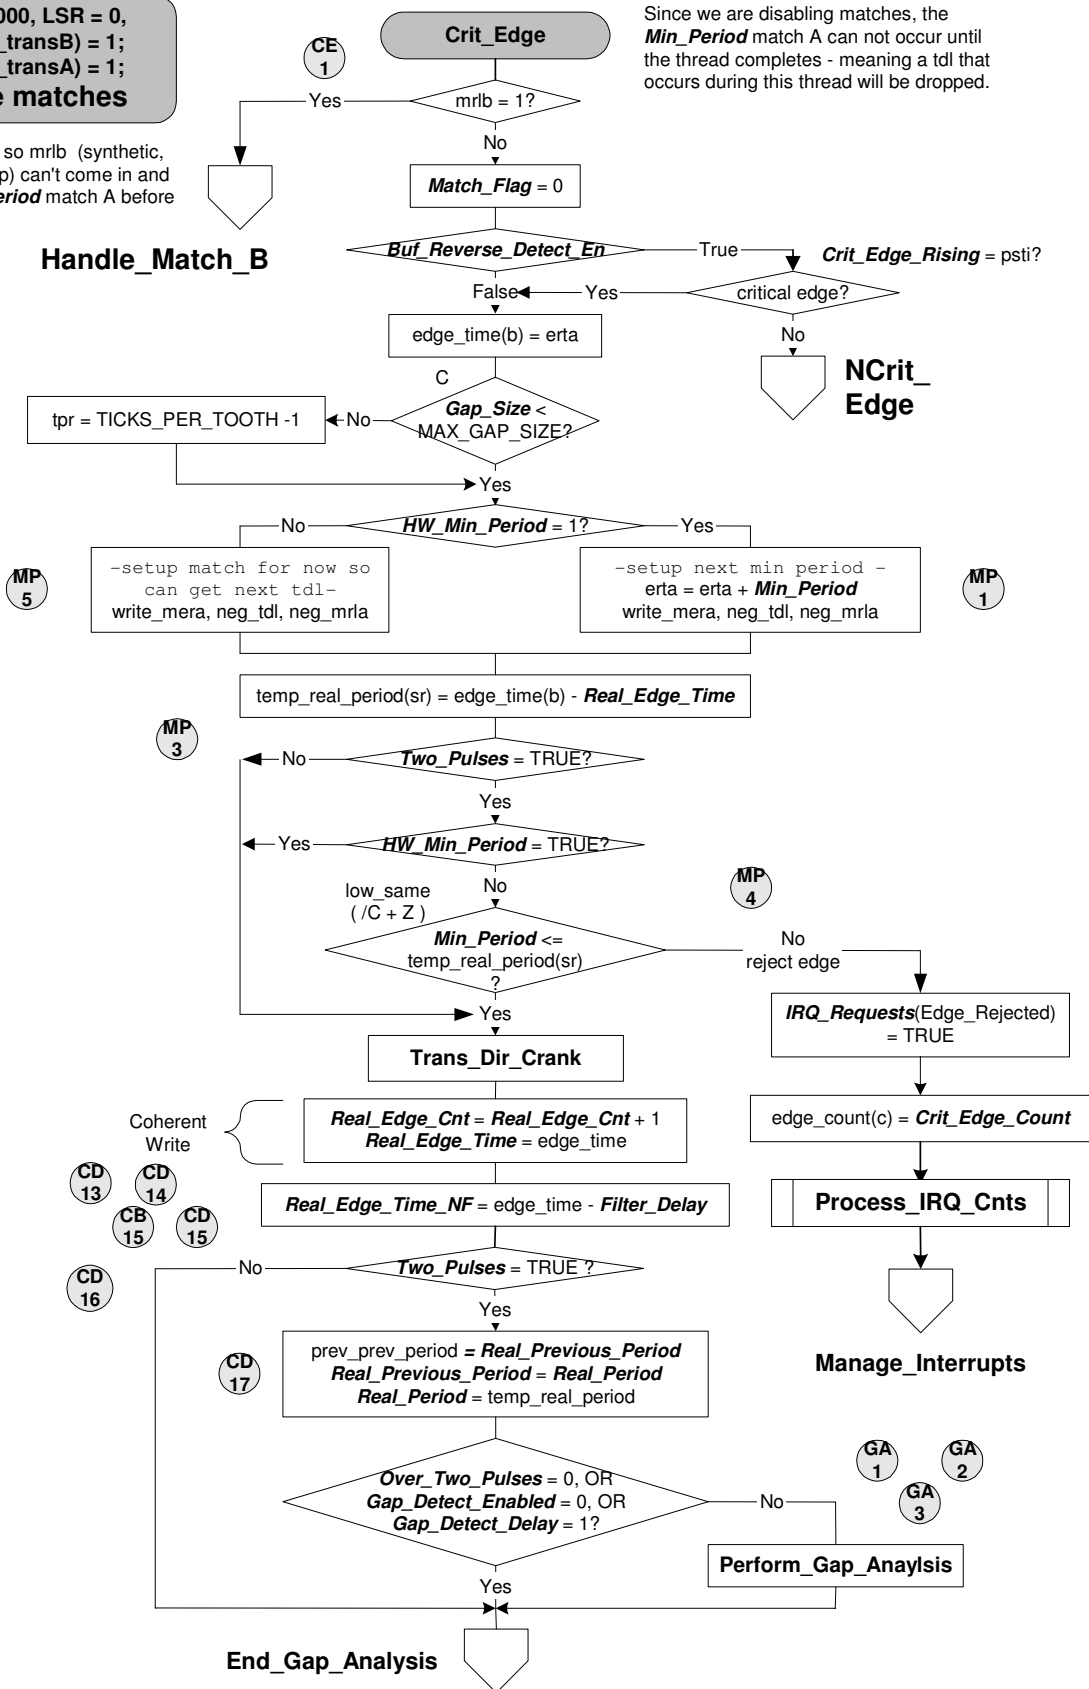 000, LSR = 0,
_transB) = 1;
_transA) = 1;
e matches
so mrlb (synthetic,
p) can't come in and
eriod match A before
Crit_Edge
Since we are disabling matches, the
Min_Period match A can not occur until
the thread completes - meaning a tdl that
occurs during this thread will be dropped.
CE
1
Yes
mrlb = 1?
No
Match_Flag = 0
Handle_Match_B
Buf_Reverse_Detect_En
True
Crit_Edge_Rising = psti?
False
Yes
critical edge?
No
edge_time(b) = erta
NCrit_
Edge
C
tpr = TICKS_PER_TOOTH -1
No
Gap_Size <
MAX_GAP_SIZE?
Yes
No
HW_Min_Period = 1?
Yes
MP
5
-setup match for now so
can get next tdl-
write_mera, neg_tdl, neg_mrla
-setup next min period -
erta = erta + Min_Period
write_mera, neg_tdl, neg_mrla
MP
1
temp_real_period(sr) = edge_time(b) - Real_Edge_Time
MP
3
No
Two_Pulses = TRUE?
Yes
Yes
HW_Min_Period = TRUE?
No
low_same
( /C + Z )
MP
4
Min_Period <=
temp_real_period(sr)
?
No
reject edge
Yes
IRQ_Requests(Edge_Rejected)
= TRUE
Trans_Dir_Crank
Coherent
Write
Real_Edge_Cnt = Real_Edge_Cnt + 1
Real_Edge_Time = edge_time
edge_count(c) = Crit_Edge_Count
CD
13
CD
14
CB
15
CD
15
Real_Edge_Time_NF = edge_time - Filter_Delay
Process_IRQ_Cnts
CD
16
No
Two_Pulses = TRUE ?
Yes
CD
17
prev_prev_period = Real_Previous_Period
Real_Previous_Period = Real_Period
Real_Period = temp_real_period
Manage_Interrupts
GA
1
GA
2
GA
3
Over_Two_Pulses = 0, OR
Gap_Detect_Enabled = 0, OR
Gap_Detect_Delay = 1?
No
Perform_Gap_Anaylsis
Yes
End_Gap_Analysis